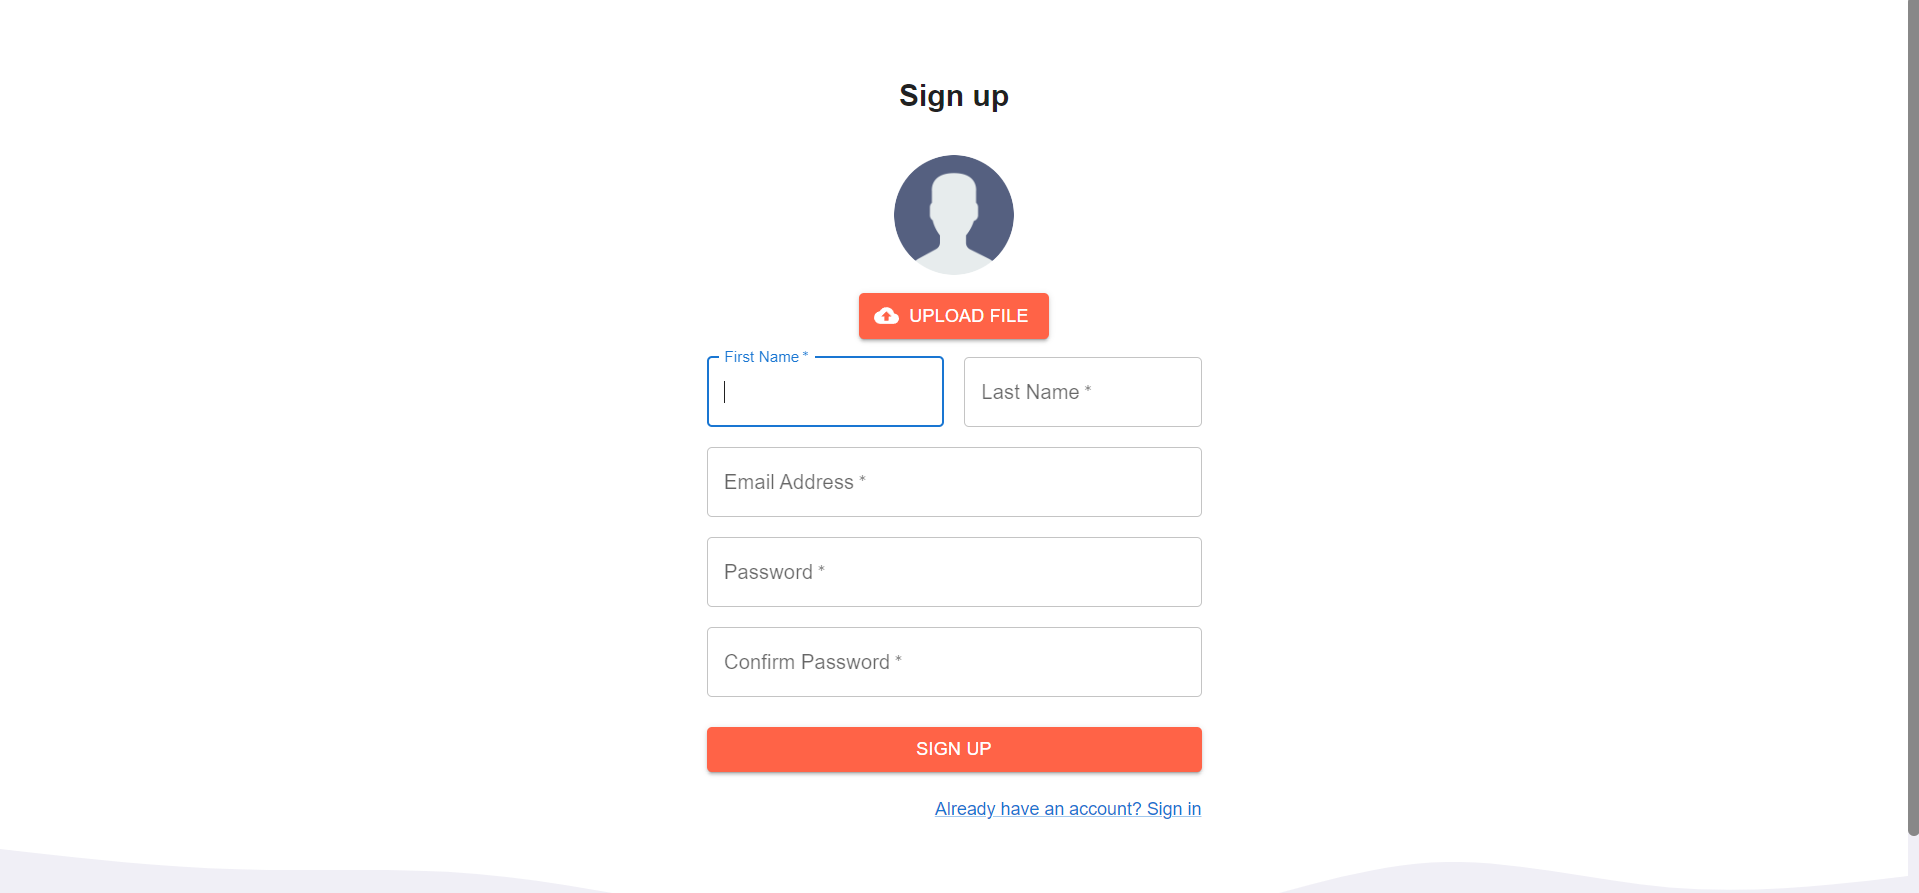 Sign up
UPLOAD FILE
First Name *
Last Name *
Email Address *
Password *
Confirm Password *
SIGN UP
Already have an account? Sign in